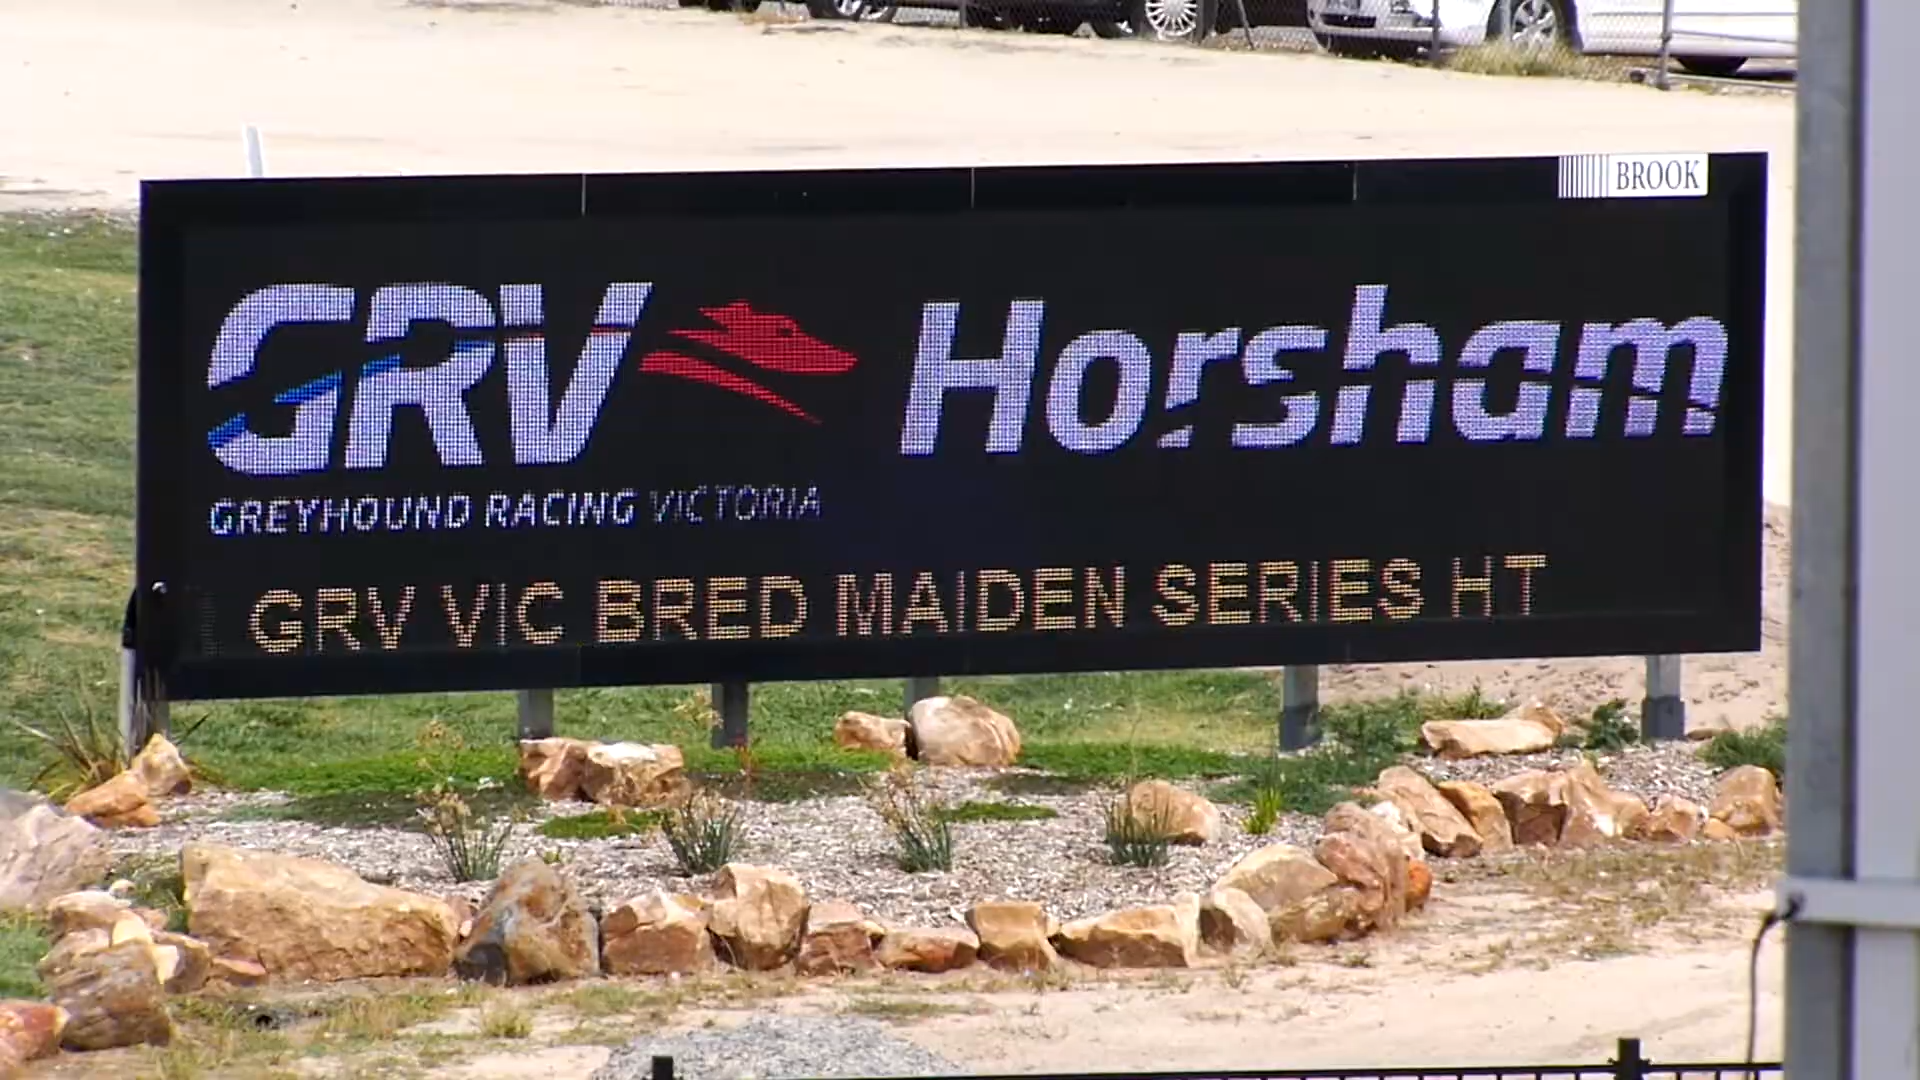 BROOK
GRV Horsham
GREYHOUND RACING VICTORIA
GRV VIC BRED MAIDEN SERIES HT